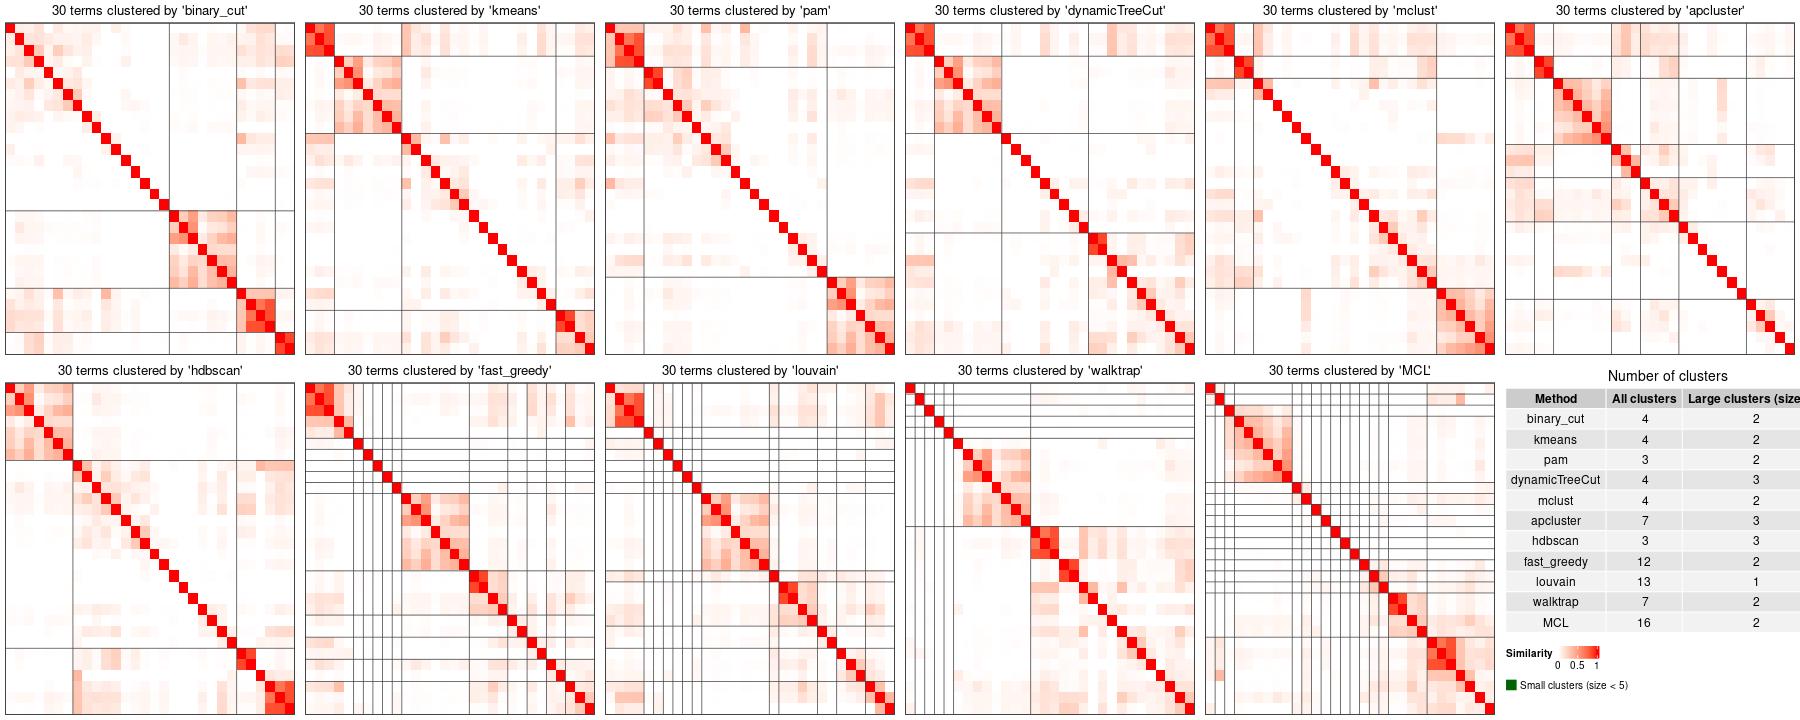 30 terms clustered by 'binary_cut'
30 terms clustered by 'kmeans'
30 terms clustered by 'pam'
30 terms clustered by 'dynamicTreeCut'
30 terms clustered by 'mclust'
30 terms clustered by 'apcluster'
30 terms clustered by 'hdbscan'
30 terms clustered by 'fast_greedy'
30 terms clustered by 'louvain'
30 terms clustered by 'walktrap'
30 terms clustered by 'MCL'
Number of clusters
Method All clusters Large clusters (size
binary_cut 4 2
kmeans 4 2
pam 3 2
dynamicTreeCut 4 3
mclust 4 2
apcluster 7 3
hdbscan 3 3
fast_greedy 12 2
louvain 13 1
walktrap 7 2
MCL 16 2
Similarity
0 0.5 1
Small clusters (size < 5)